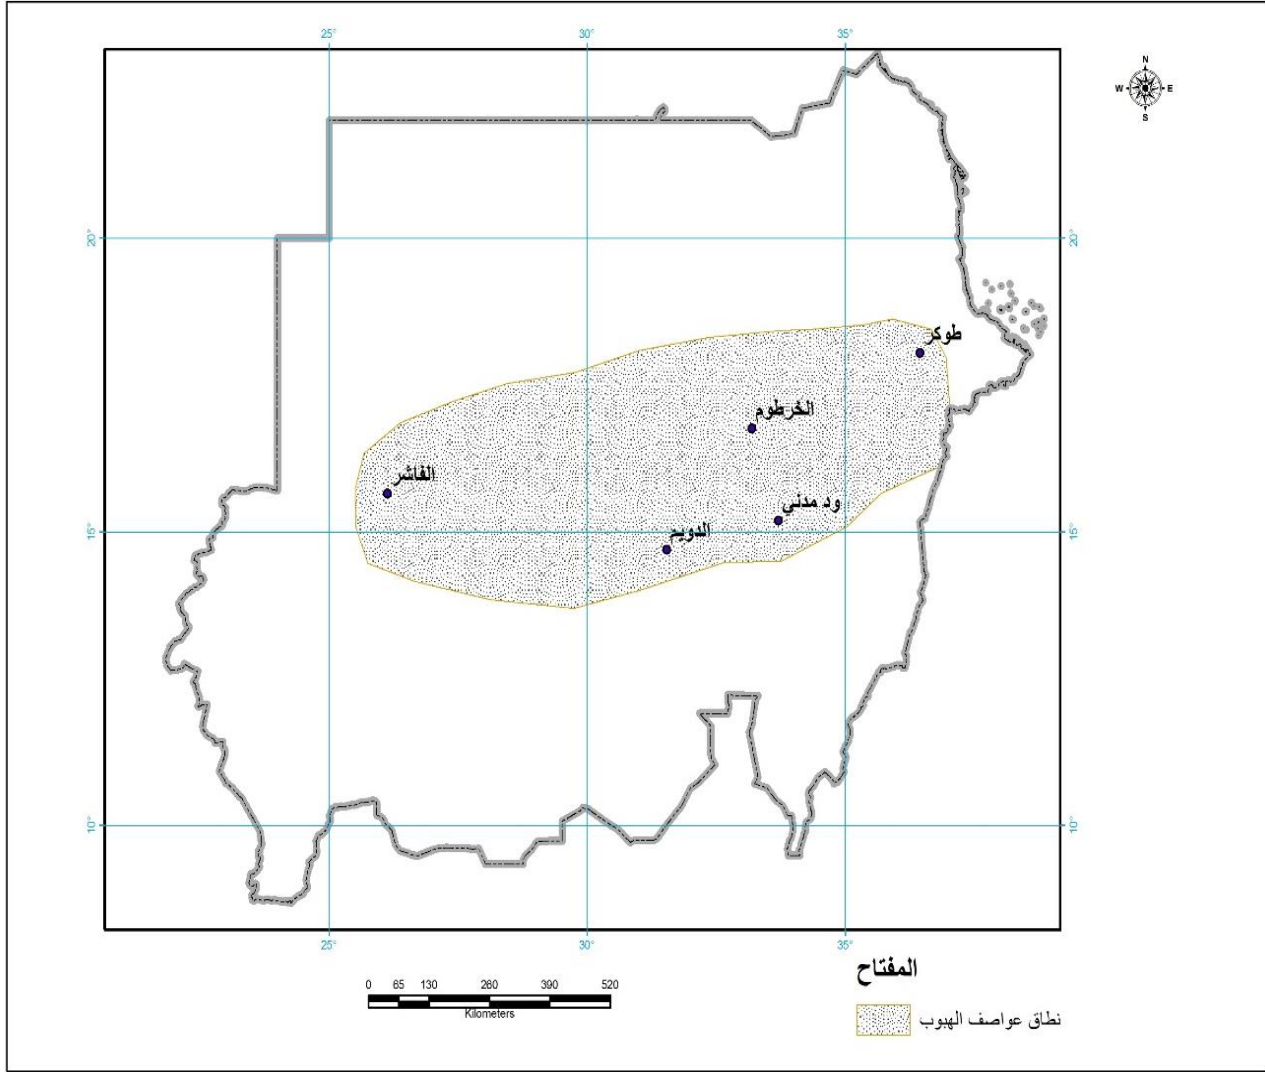 25° 30° 35°
N
W E
S
20° 20°
طوكر
الخرطوم
الفاشر
ود مدني
الدويم
15° 15°
10° 10°
25° 30° 35°
المفتاح
0 65 130 260 390 520
Kilometers
نطاق عواصف الهبوب